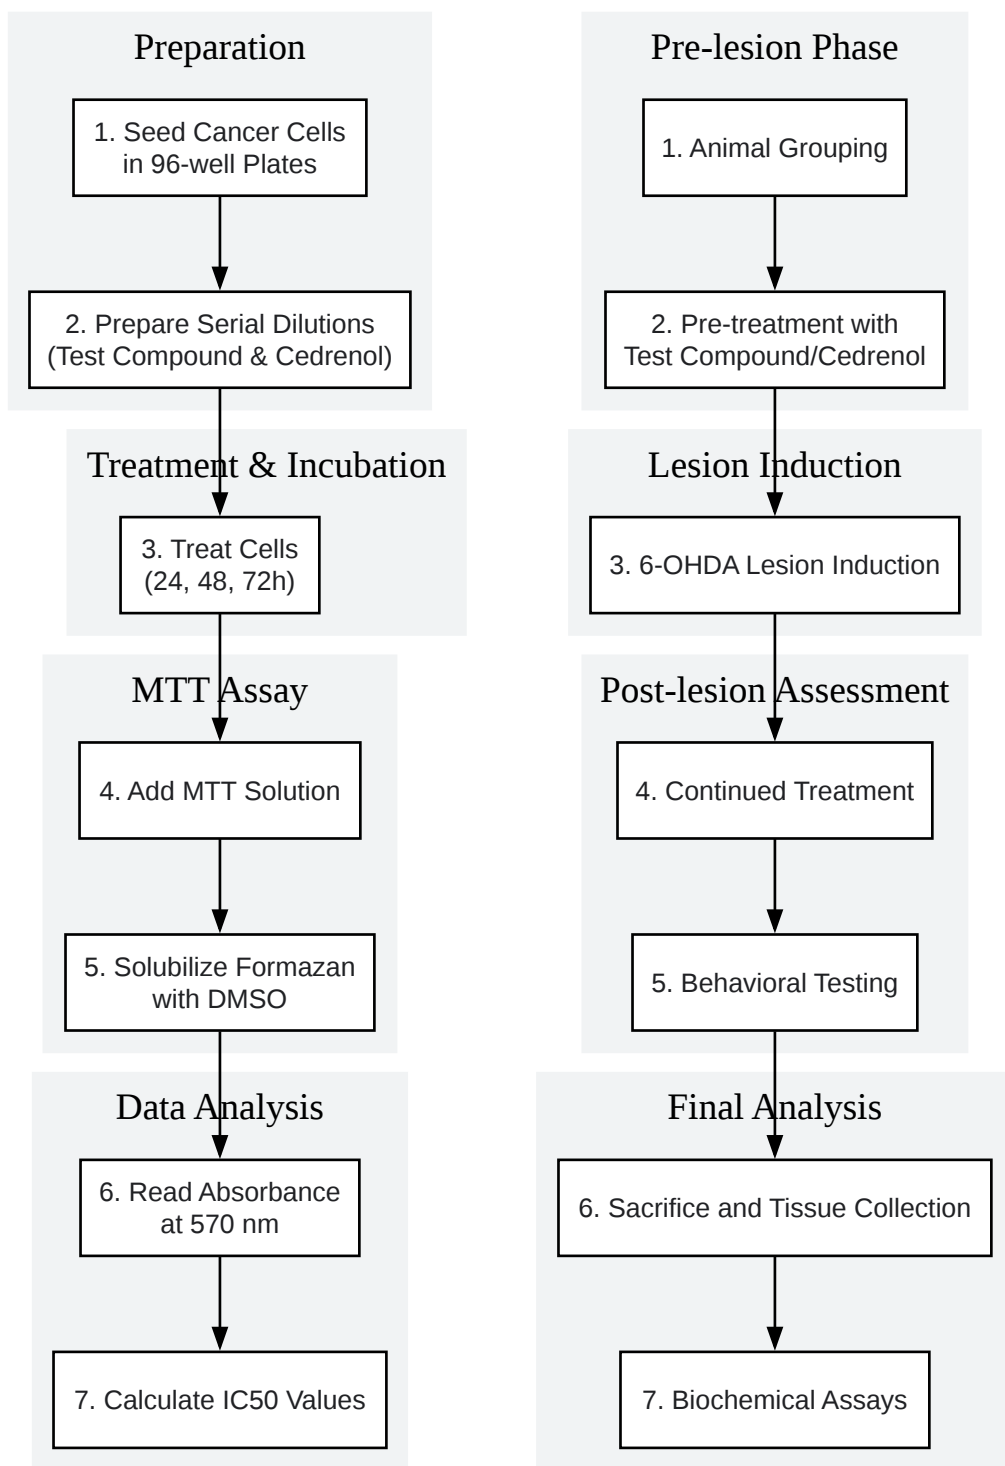 Preparation
1. Seed Cancer Cells
in 96-well Plates
2. Prepare Serial Dilutions
(Test Compound & Cedrenol)
Treatment & Incubation
3. Treat Cells
(24, 48, 72h)
MTT Assay
4. Add MTT Solution
5. Solubilize Formazan
with DMSO
Data Analysis
6. Read Absorbance
at 570 nm
7. Calculate IC50 Values
Pre-lesion Phase
1. Animal Grouping
2. Pre-treatment with
Test Compound/Cedrenol
Lesion Induction
3. 6-OHDA Lesion Induction
Post-lesion Assessment
4. Continued Treatment
5. Behavioral Testing
Final Analysis
6. Sacrifice and Tissue Collection
7. Biochemical Assays